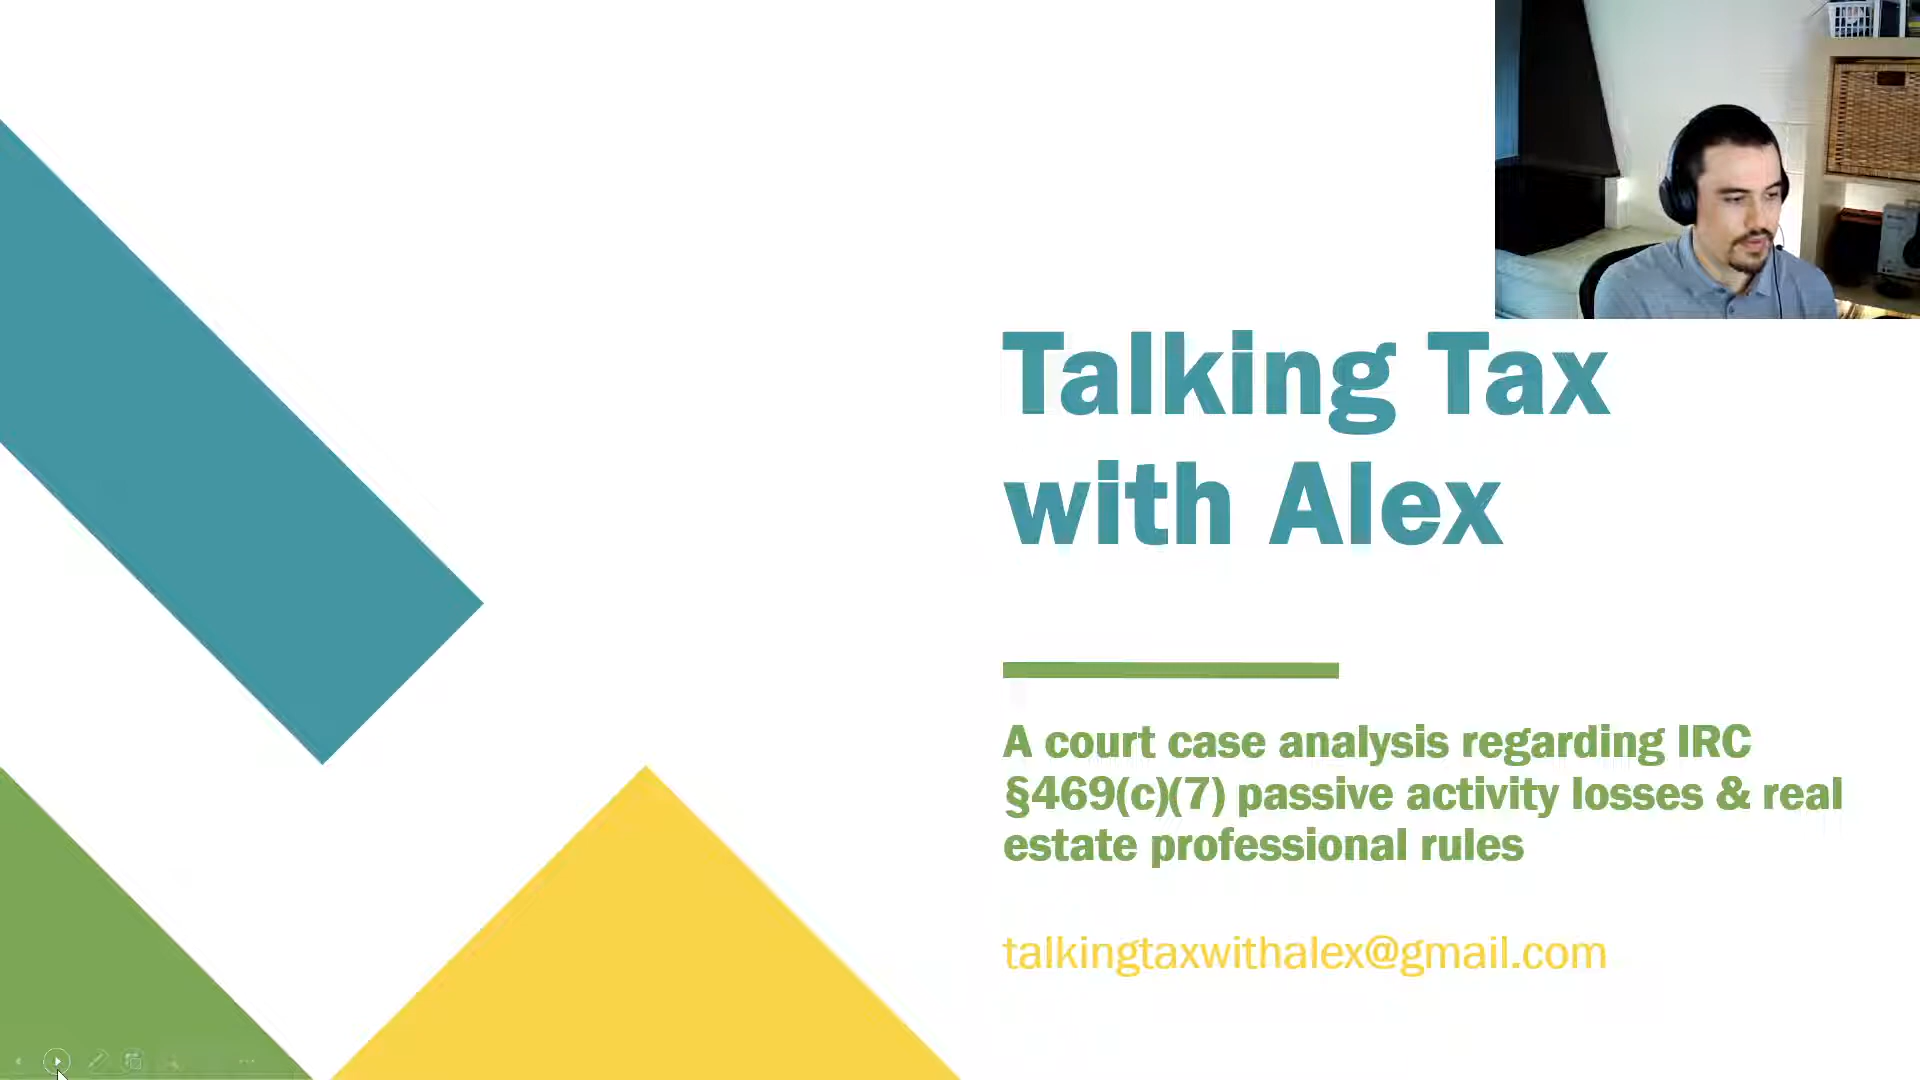 Talking Tax
with Alex
A court case analysis regarding IRC
§469(c)(7) passive activity losses & real
estate professional rules
talkingtaxwithalex@gmail.com